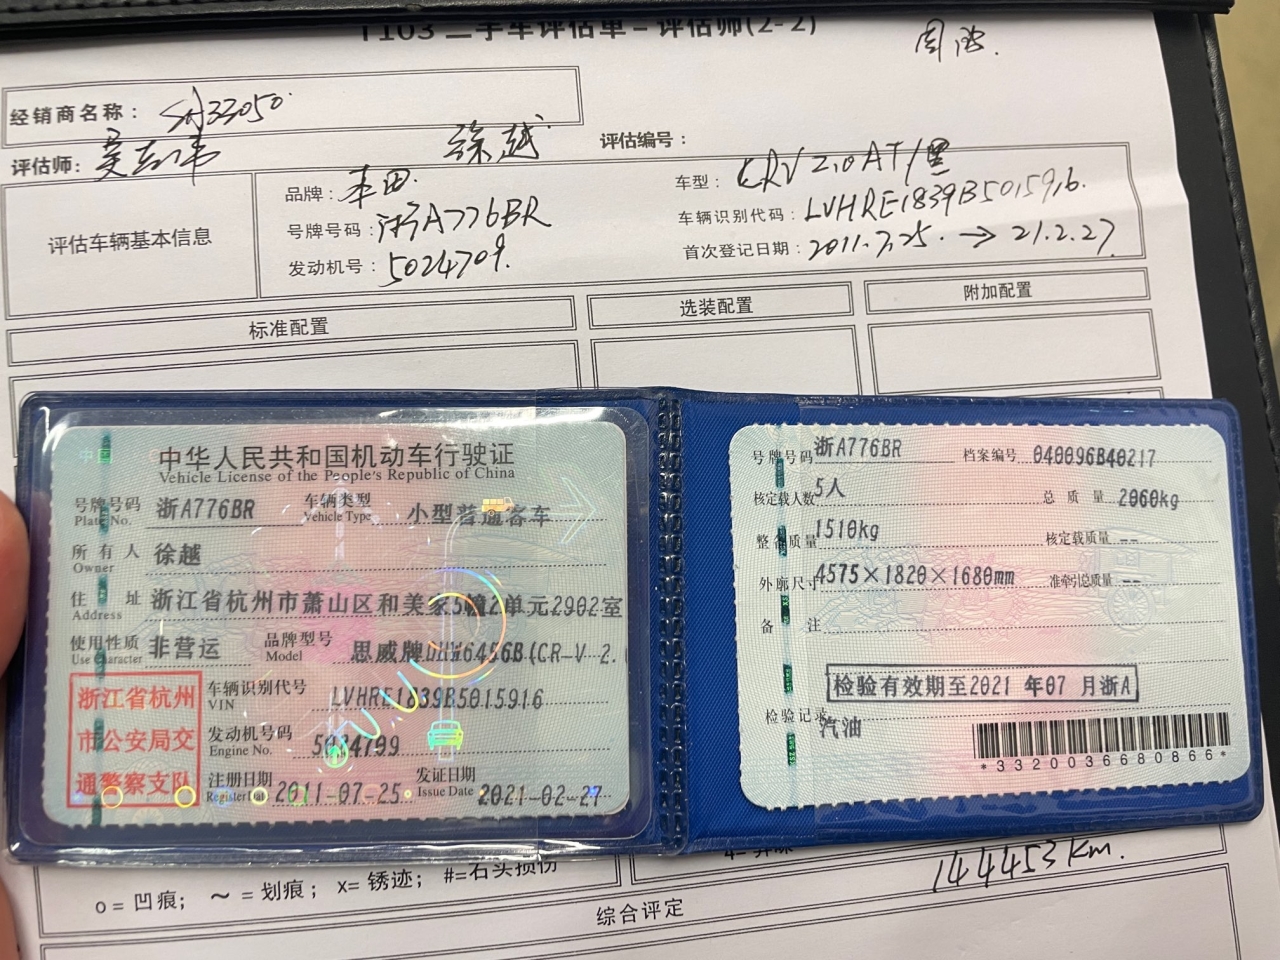 T103 二手车评估单 - 评估师(2-2)
经销商名称：SH33050
评估师：
徐越
评估编号：
评估车辆基本信息
品牌：本田
车型：CRV 2.0AT/黑
号牌号码：浙A776BR
车辆识别代码：LVHRE1839B5015916
发动机号：5024709
首次登记日期：2011.7.25. → 21.2.27
标准配置
选装配置
附加配置
中华人民共和国机动车行驶证
Vehicle License of the People's Republic of China
号牌号码 浙A776BR 车辆类型 小型普通客车
Plate No. Vehicle Type
所有人 徐越
Owner
住址 浙江省杭州市萧山区和美家5幢2单元2902室
Address
使用性质 非营运 品牌型号 思威牌 6456B(CR-V 2.
Use Character Model
浙江省杭州
市公安局交
通警察支队
车辆识别代号 LVHRE1839B5015916
VIN
发动机号码
Engine No.
注册日期 2011-07-25 发证日期 2021-02-27
Register Date Issue Date
号牌号码 浙A776BR 档案编号 040096B40217
核定载人数 5人 总质量 2060kg
整备质量 1510kg 核定载质量 --
外廓尺寸 4575×1820×1680mm 准牵引总质量 --
备注
检验有效期至2021 年07 月浙A
检验记录
汽油
*3320036680866*
144453km.
o = 凹痕； ～ = 划痕； x= 锈迹； #=石头损伤
综合评定